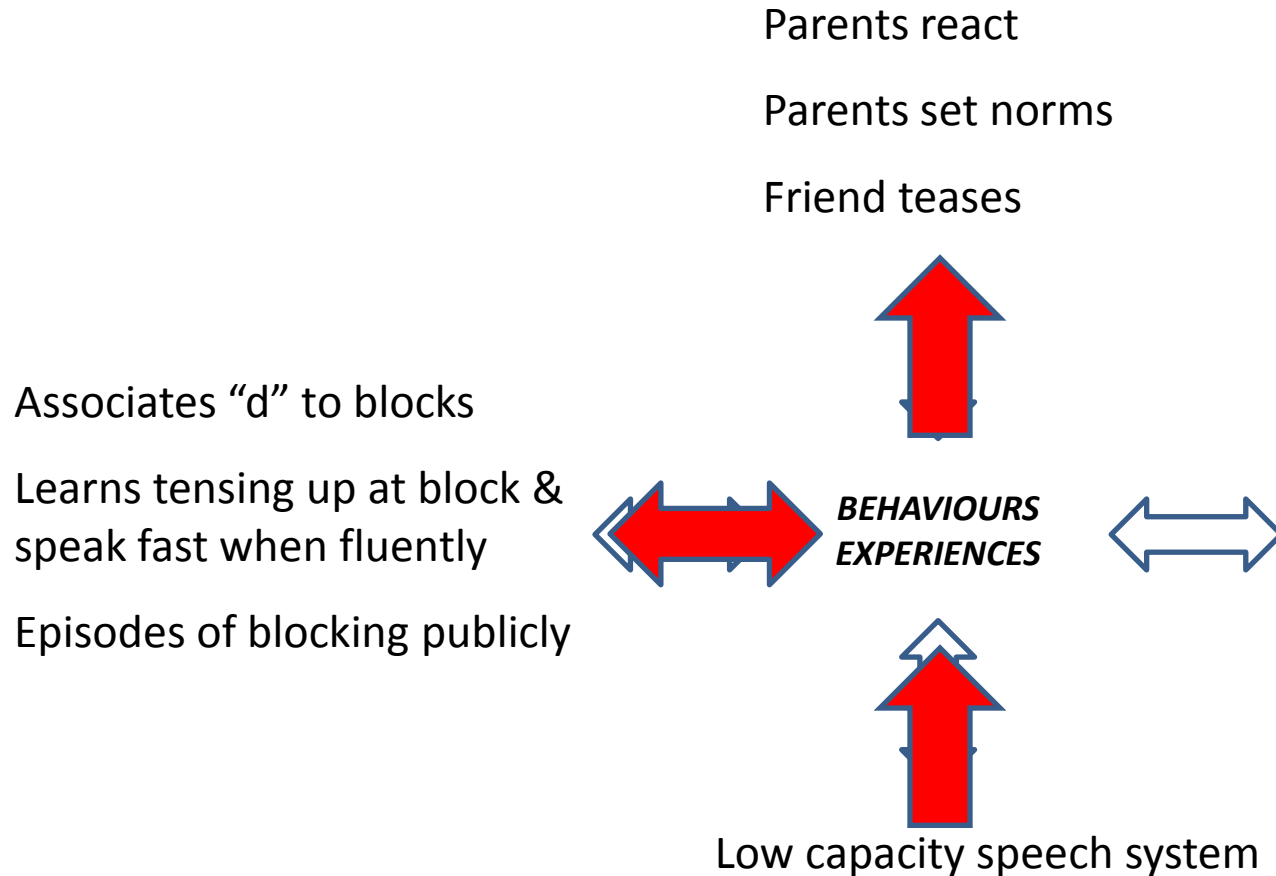 Parents react
Parents set norms
Friend teases
Associates “d” to blocks
Learns tensing up at block &
speak fast when fluently
Episodes of blocking publicly
BEHAVIOURS
EXPERIENCES
Low capacity speech system